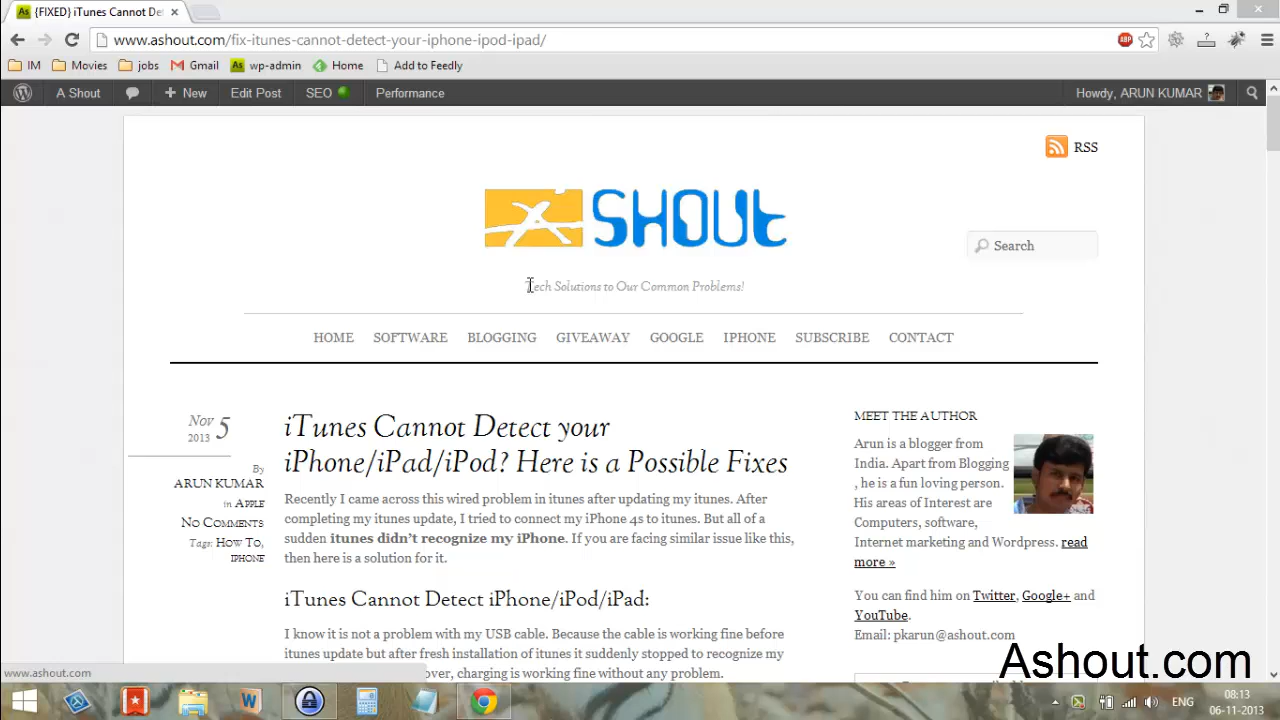 {FIXED} iTunes Cannot De
www.ashout.com/fix-itunes-cannot-detect-your-iphone-ipod-ipad/
ABP
IM Movies jobs Gmail As wp-admin Home Add to Feedly
A Shout + New Edit Post SEO Performance Howdy, ARUN KUMAR
RSS
SHOUt
Search
Tech Solutions to Our Common Problems!
HOME SOFTWARE BLOGGING GIVEAWAY GOOGLE IPHONE SUBSCRIBE CONTACT
Nov 5
2013
By
ARUN KUMAR
in APPLE
NO COMMENTS
Tags: HOW TO,
IPHONE
iTunes Cannot Detect your
iPhone/iPad/iPod? Here is a Possible Fixes
Recently I came across this wired problem in itunes after updating my itunes. After
completing my itunes update, I tried to connect my iPhone 4s to itunes. But all of a
sudden itunes didn't recognize my iPhone. If you are facing similar issue like this,
then here is a solution for it.
iTunes Cannot Detect iPhone/iPod/iPad:
I know it is not a problem with my USB cable. Because the cable is working fine before
itunes update but after fresh installation of itunes it suddenly stopped to recognize my
over, charging is working fine without any problem.
MEET THE AUTHOR
Arun is a blogger from
India. Apart from Blogging
, he is a fun loving person.
His areas of Interest are
Computers, software,
Internet marketing and Wordpress. read
more »
You can find him on Twitter, Google+ and
YouTube.
Email: pkarun@ashout.com
Ashout.com
www.ashout.com
ENG
08:13
06-11-2013